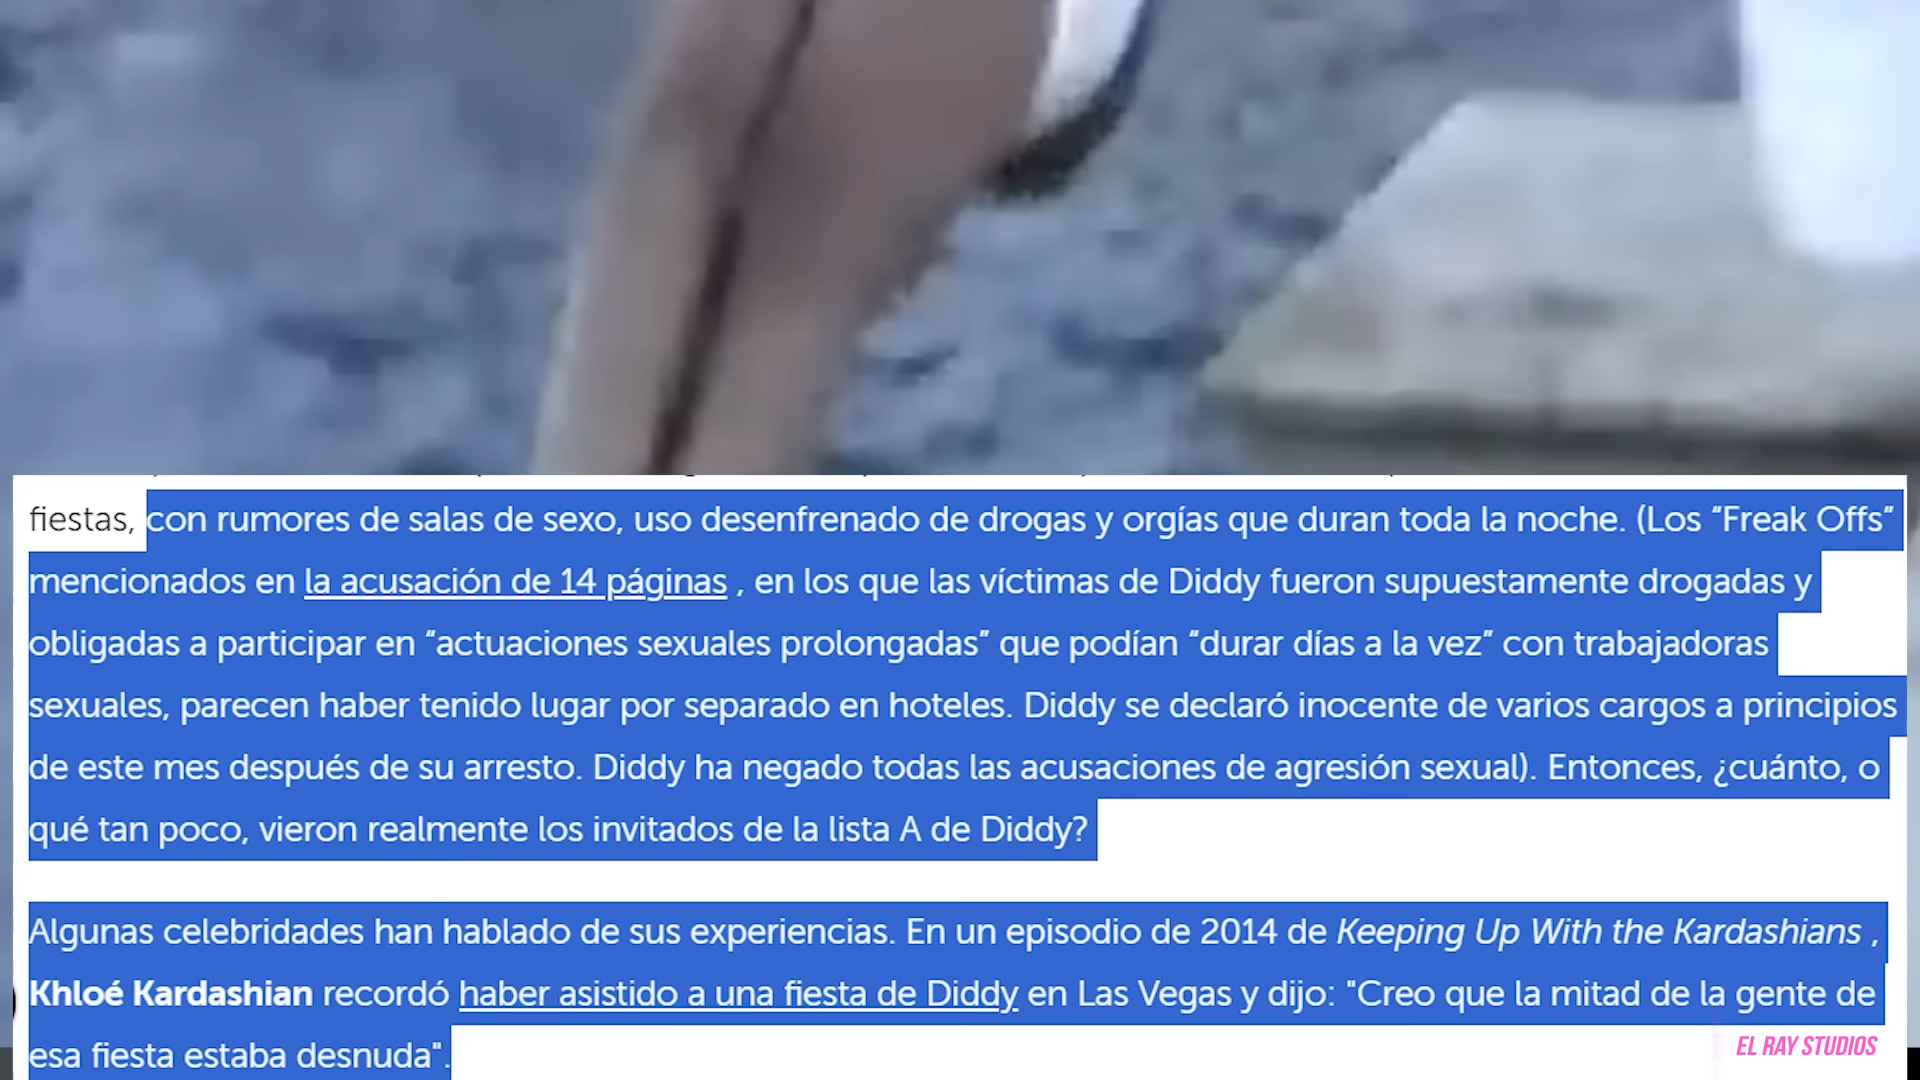 fiestas, con rumores de salas de sexo, uso desenfrenado de drogas y orgías que duran toda la noche. (Los “Freak Offs”
mencionados en la acusación de 14 páginas , en los que las víctimas de Diddy fueron supuestamente drogadas y
obligadas a participar en “actuaciones sexuales prolongadas” que podían “durar días a la vez” con trabajadoras
sexuales, parecen haber tenido lugar por separado en hoteles. Diddy se declaró inocente de varios cargos a principios
de este mes después de su arresto. Diddy ha negado todas las acusaciones de agresión sexual). Entonces, ¿cuánto, o
qué tan poco, vieron realmente los invitados de la lista A de Diddy?
Algunas celebridades han hablado de sus experiencias. En un episodio de 2014 de Keeping Up With the Kardashians ,
Khloé Kardashian recordó haber asistido a una fiesta de Diddy en Las Vegas y dijo: "Creo que la mitad de la gente de
esa fiesta estaba desnuda".
EL RAY STUDIOS